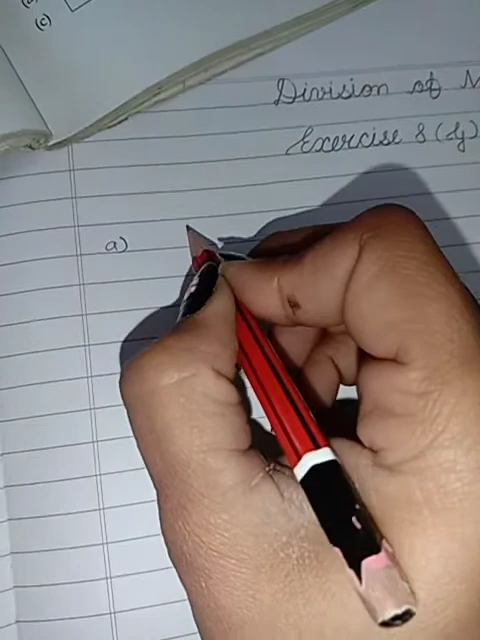 (c)
Division of
Exercise 8(g)
a)